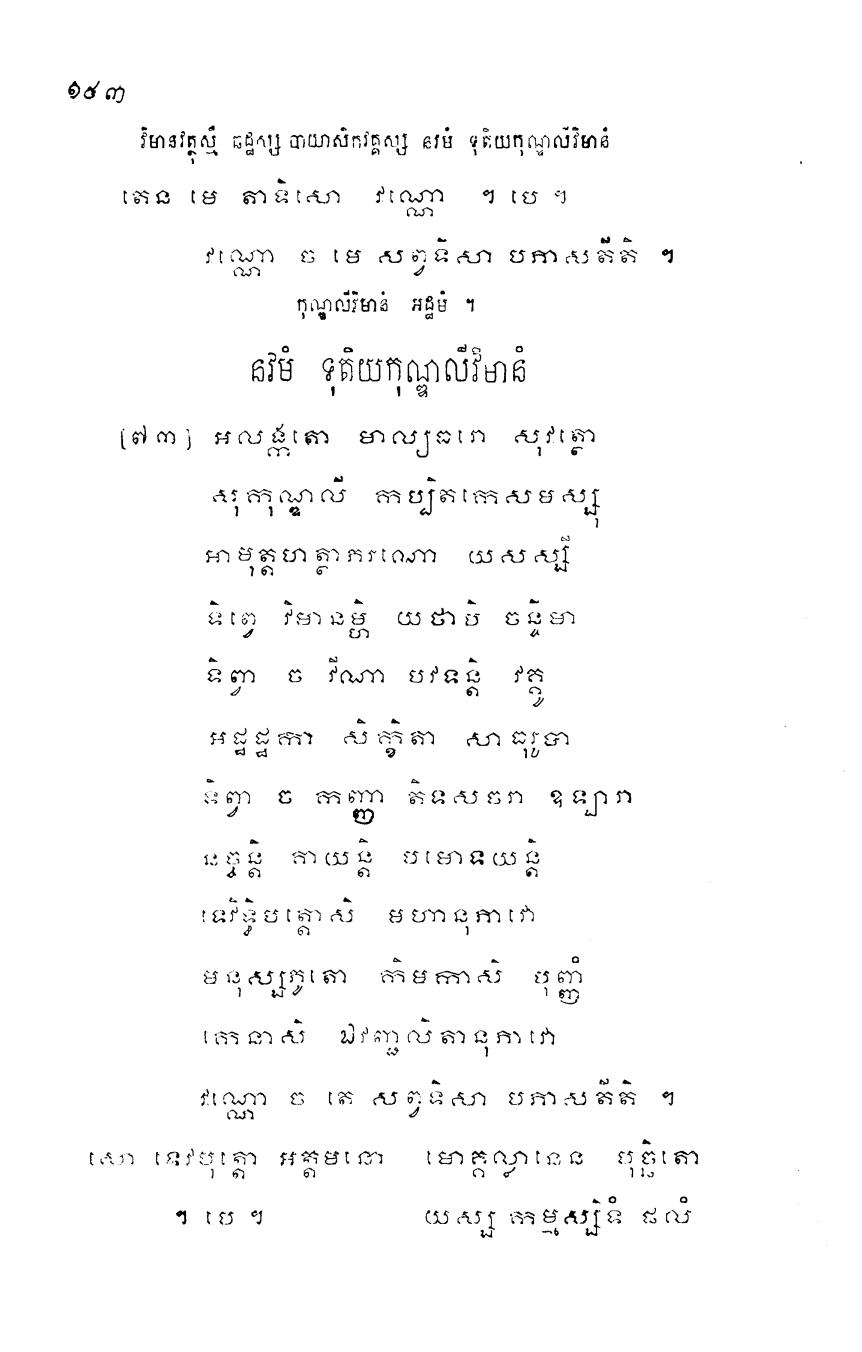 ១៥៣
វិមានវត្ថុស្មឹ ឆដ្ឋស្ស បាយាសិកវគ្គស្ស នវមំ ទុតិយកុណ្ឌលីវិមានំ
តេន មេ តាទិសោ វណ្ណោ ។ បេ ។
វណ្ណោ ច មេ សព្វទិសា បភាសតីតិ ។
កុណ្ឌលីវិមានំ អដ្ឋមំ ។
នវមំ ទុតិយកុណ្ឌលីវិមានំ
[៧៣] អលង្កតោ មាល្យធរោ សុវត្ថោ
សុកុណ្ឌលី កប្បិតកេសមស្សុ
អាមុត្តហត្ថាភរណោ យសស្សី
ទិព្វេ វិមានម្ហិ យថាបិ ចន្ទិមា
ទិព្វា ច វីណា បវទន្តិ វគ្គូ
អដ្ឋដ្ឋកា សិក្ខិតា សាធុរូបា
ទិព្វា ច កញ្ញា តិទសចរា ឧឡារា
នច្ចន្តិ គាយន្តិ បមោទយន្តិ
ទេវិទ្ធិបត្តោសិ មហានុភាវោ
មនុស្សភូតោ កិមកាសិ បុញ្ញំ
កេនាសិ ឯវញ្ជលិតានុភាវោ
វណ្ណោ ច តេ សព្វទិសា បភាសតីតិ ។
សោ ទេវបុត្តោ អត្តមនោ មោគ្គល្លានេន បុច្ឆិតោ
។ បេ ។ យស្ស កម្មស្សិទំ ផលំ